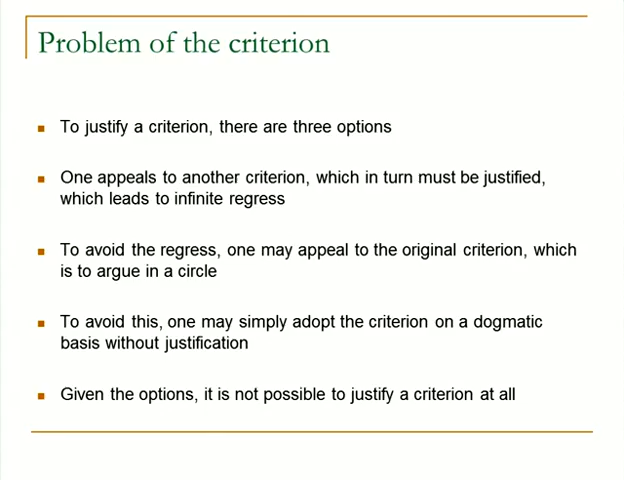 Problem of the criterion
To justify a criterion, there are three options
One appeals to another criterion, which in turn must be justified,
which leads to infinite regress
To avoid the regress, one may appeal to the original criterion, which
is to argue in a circle
To avoid this, one may simply adopt the criterion on a dogmatic
basis without justification
Given the options, it is not possible to justify a criterion at all